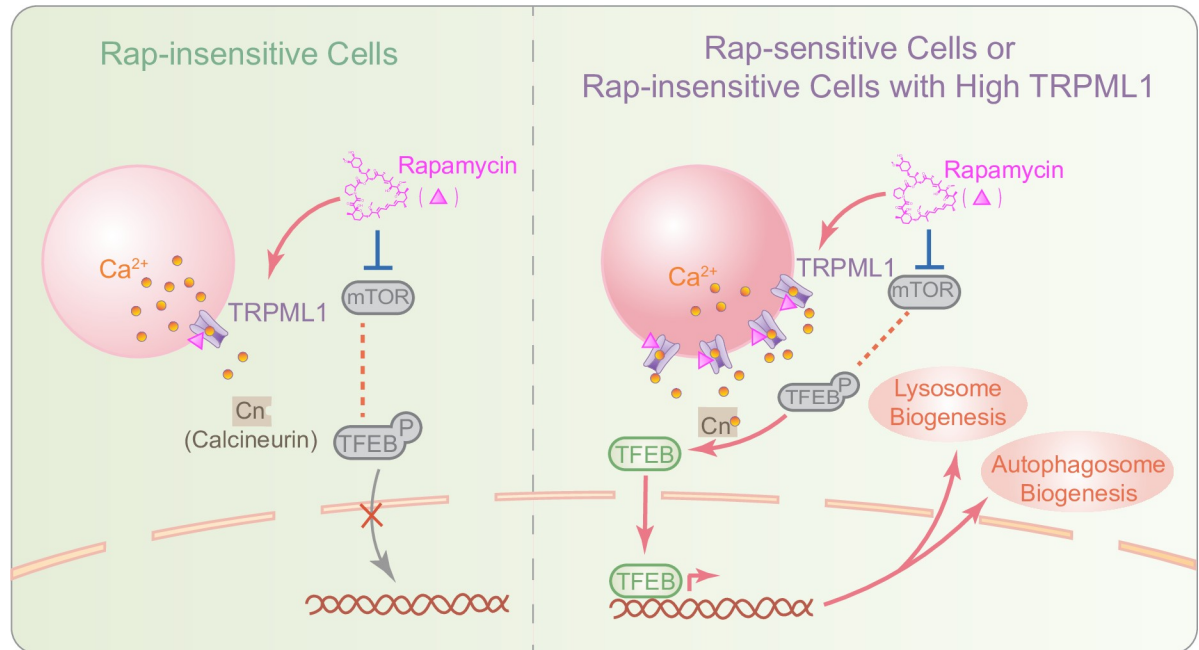 Rap-insensitive Cells
Rapamycin
( )
Ca²⁺
TRPML1
mTOR
Cn
(Calcineurin)
TFEB
P
Rap-sensitive Cells or
Rap-insensitive Cells with High TRPML1
Rapamycin
( )
TRPML1
Ca²⁺
mTOR
P
TFEB
Cn
TFEB
Lysosome
Biogenesis
Autophagosome
Biogenesis
TFEB